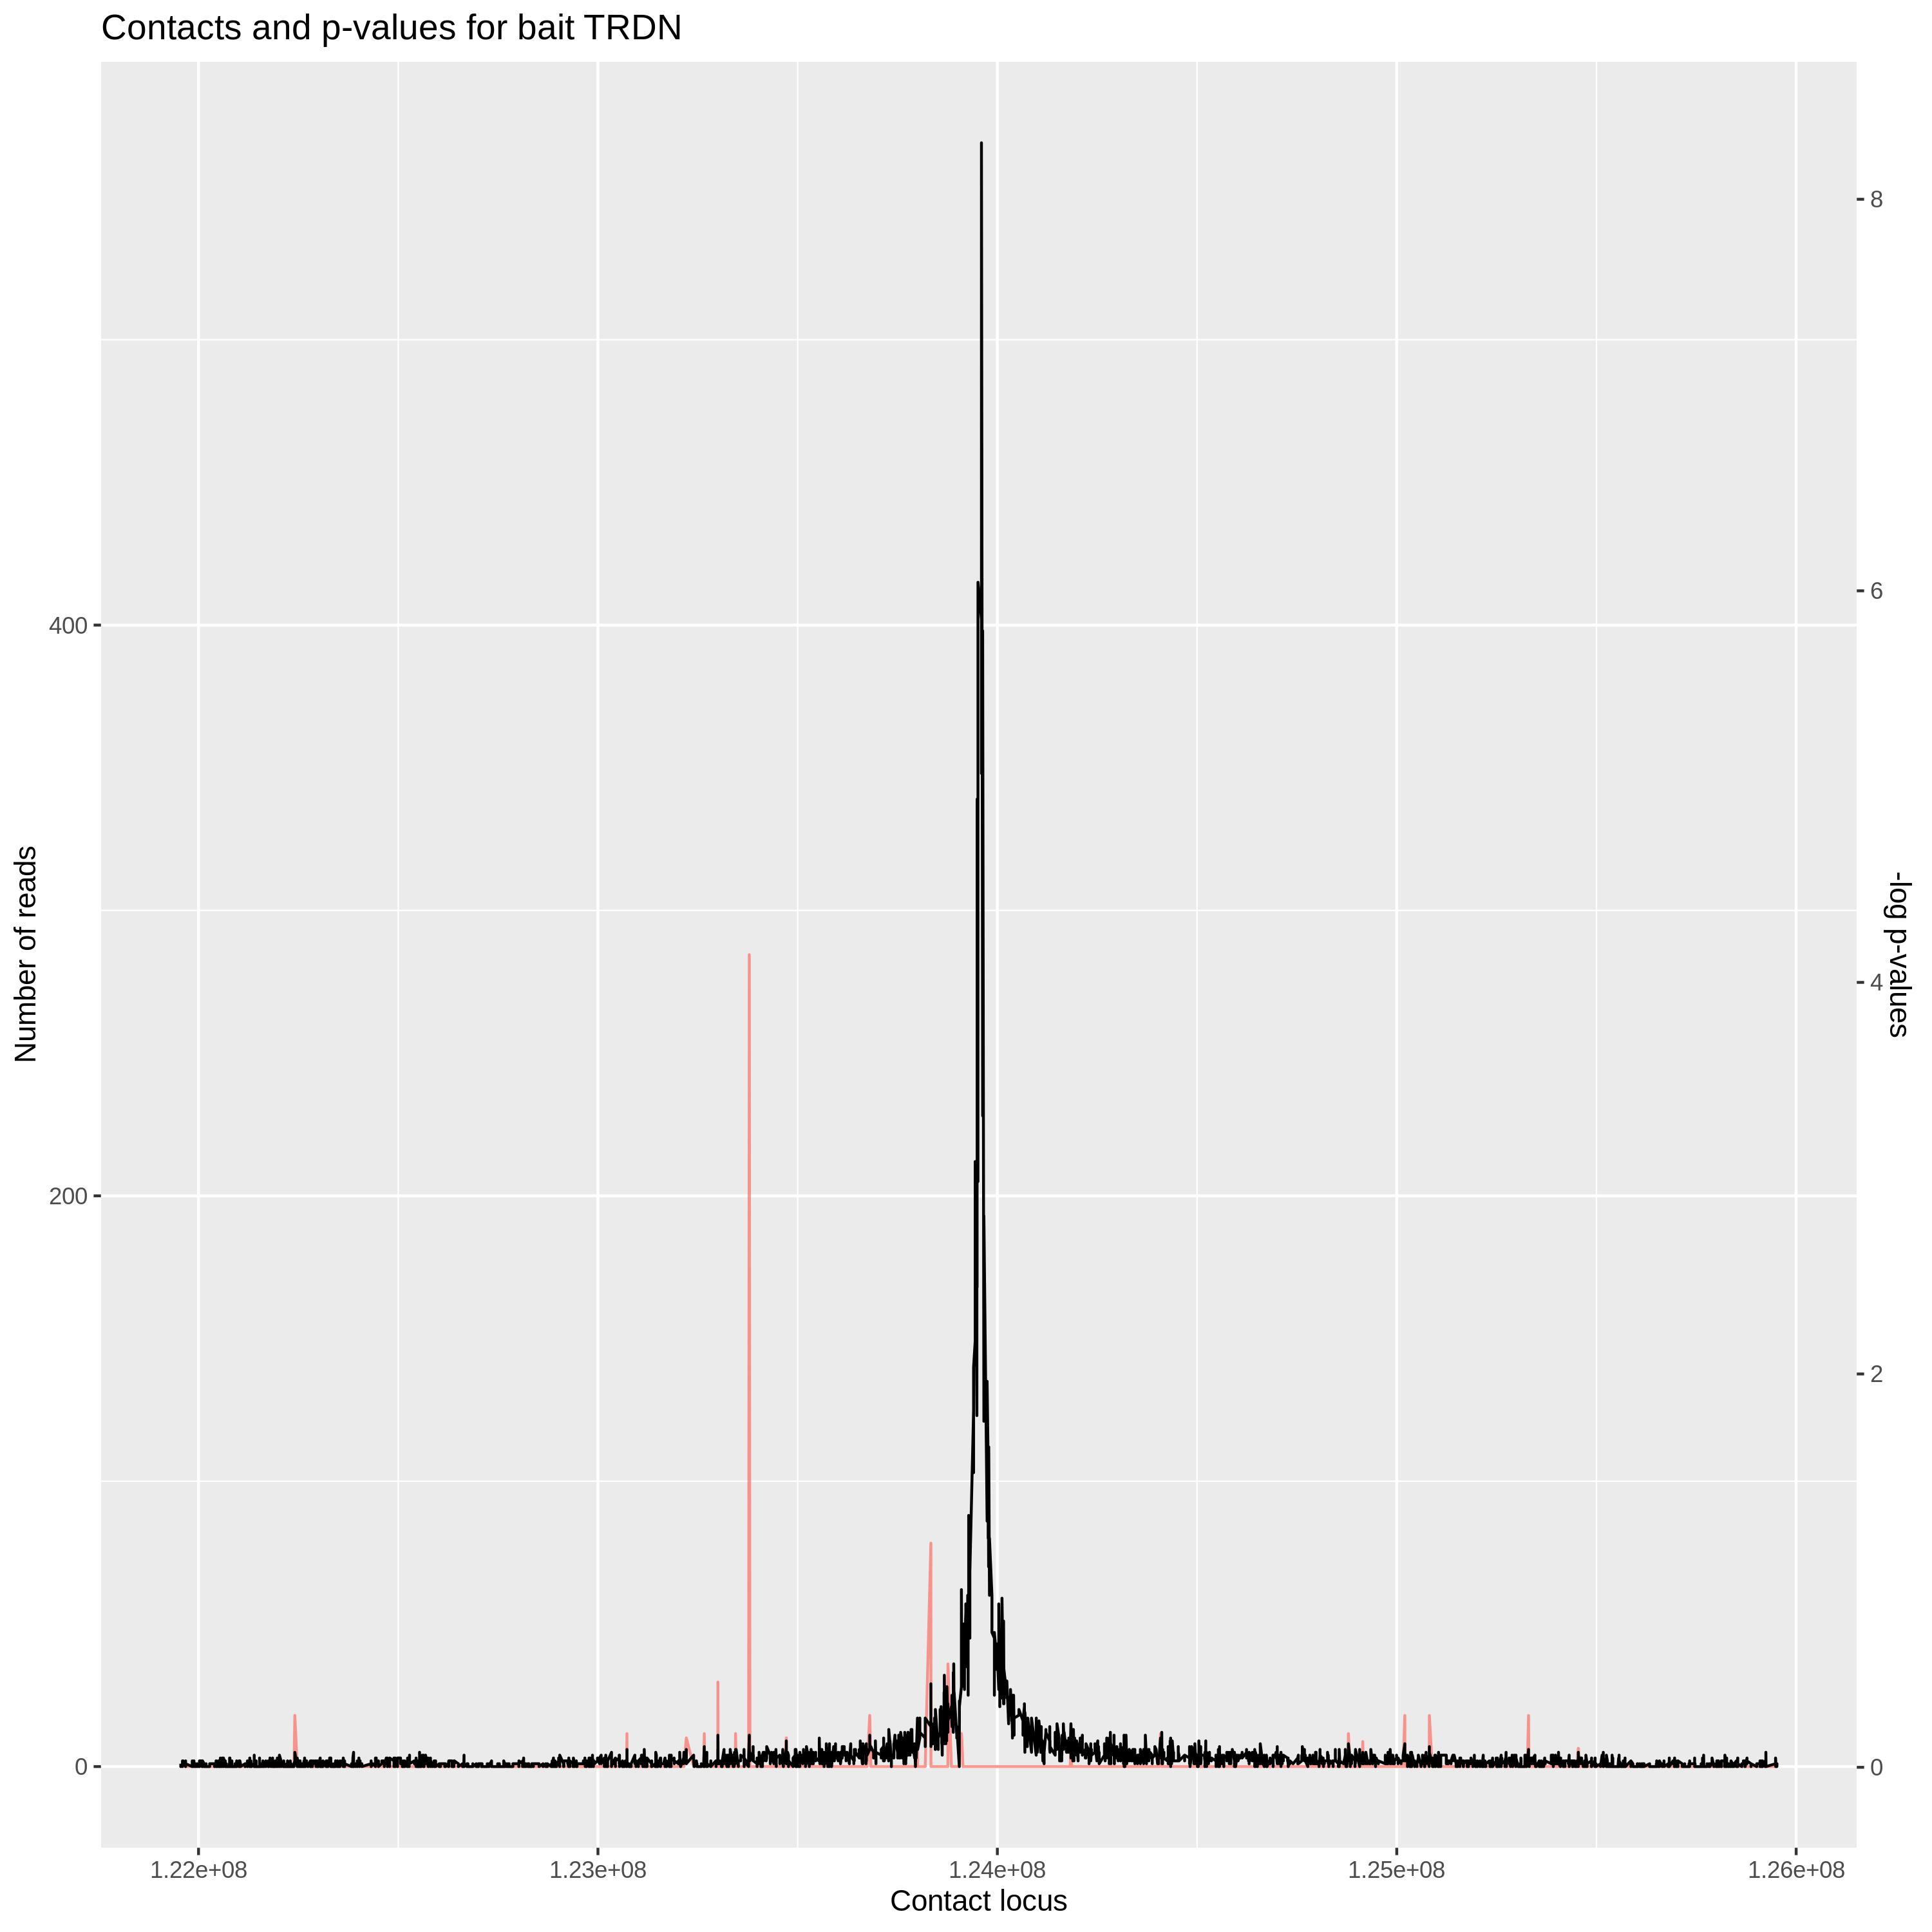 Contacts and p-values for bait TRDN
8
6
400
Number of reads
-log p-values
4
200
2
0
0
1.22e+08
1.23e+08
1.24e+08
1.25e+08
1.26e+08
Contact locus